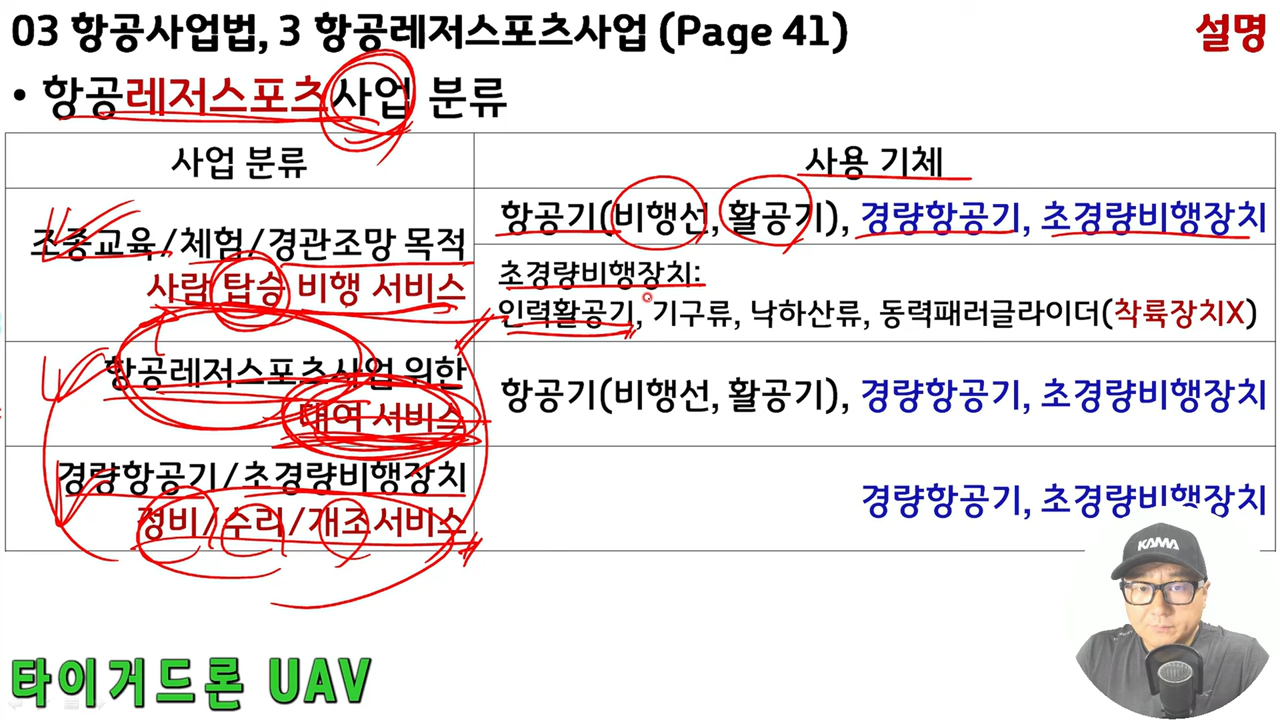 03 항공사업법, 3 항공레저스포츠사업 (Page 41)
설명
• 항공레저스포츠사업 분류
사업 분류
사용 기체
조종교육/체험/경관조망 목적
사람 탑승 비행 서비스
항공기(비행선, 활공기), 경량항공기, 초경량비행장치
초경량비행장치:
인력활공기, 기구류, 낙하산류, 동력패러글라이더(착륙장치X)
항공레저스포츠사업 위한
대여 서비스
항공기(비행선, 활공기), 경량항공기, 초경량비행장치
경량항공기/초경량비행장치
정비/수리/개조서비스
경량항공기, 초경량비행장치
KAMA
타이거드론 UAV